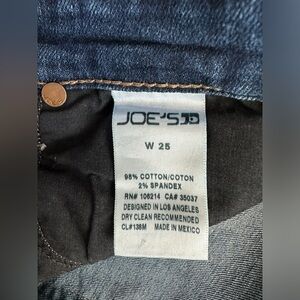 JOE'S
W 25
98% COTTON/COTON
2% SPANDEX
RN# 106214 CA# 35037
DESIGNED IN LOS ANGELES
DRY CLEAN RECOMMENDED
CL#138M MADE IN MEXICO